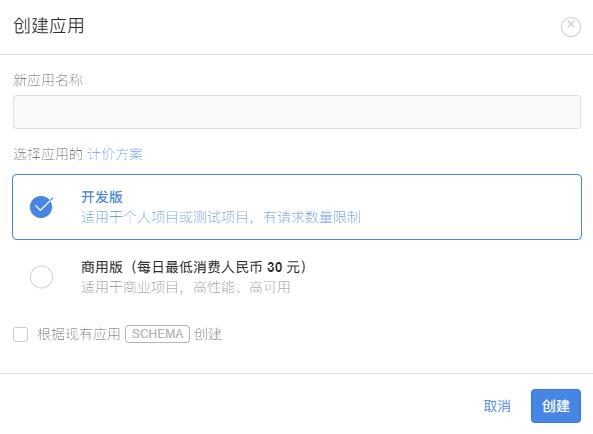 创建应用
新应用名称
选择应用的 计价方案
开发版
适用于个人项目或测试项目，有请求数量限制
商用版（每日最低消费人民币 30 元）
适用于商业项目，高性能、高可用
根据现有应用 SCHEMA 创建
取消 创建